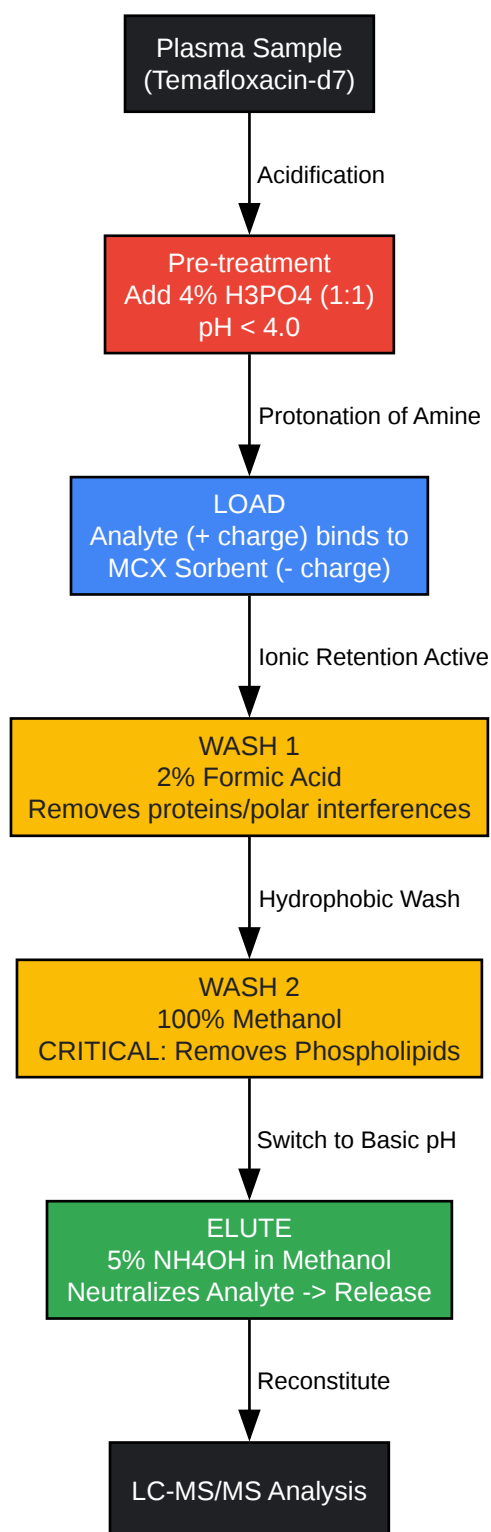 Plasma Sample
(Temafloxacin-d7)
Acidification
Pre-treatment
Add 4% H3PO4 (1:1)
pH < 4.0
Protonation of Amine
LOAD
Analyte (+ charge) binds to
MCX Sorbent (- charge)
Ionic Retention Active
WASH 1
2% Formic Acid
Removes proteins/polar interferences
Hydrophobic Wash
WASH 2
100% Methanol
CRITICAL: Removes Phospholipids
Switch to Basic pH
ELUTE
5% NH4OH in Methanol
Neutralizes Analyte -> Release
Reconstitute
LC-MS/MS Analysis